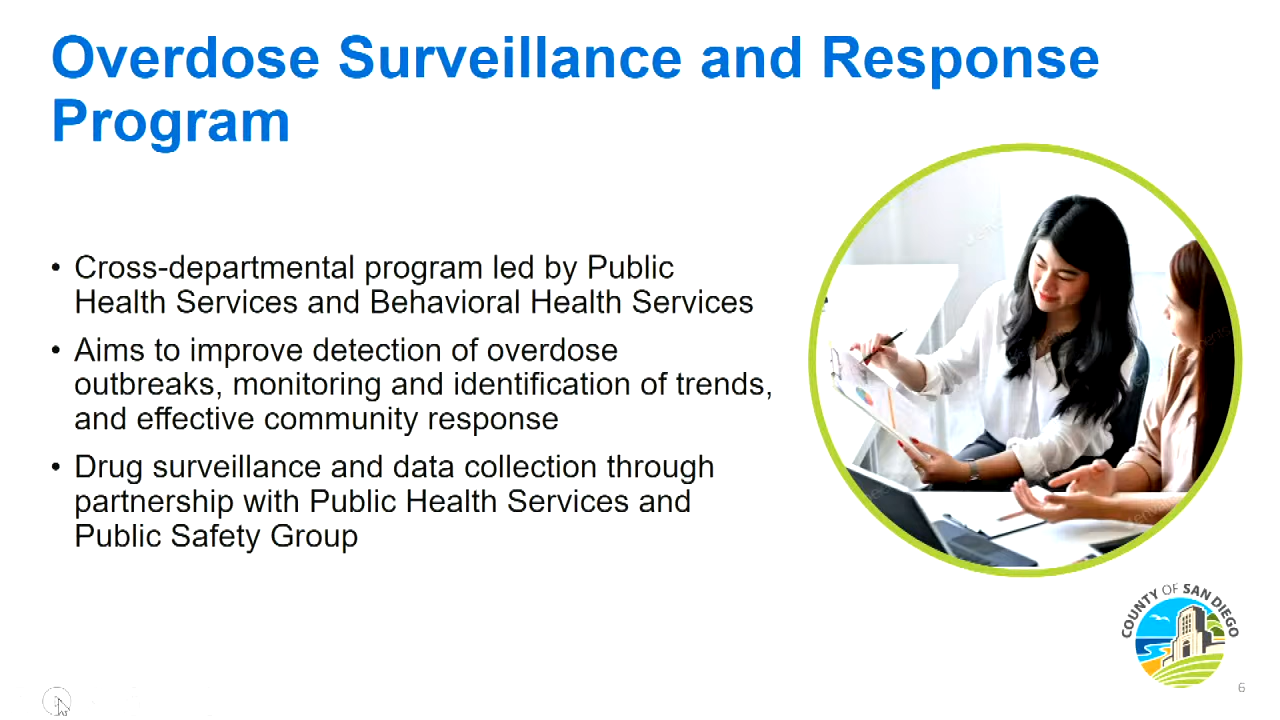 Overdose Surveillance and Response
Program
• Cross-departmental program led by Public
Health Services and Behavioral Health Services
• Aims to improve detection of overdose
outbreaks, monitoring and identification of trends,
and effective community response
• Drug surveillance and data collection through
partnership with Public Health Services and
Public Safety Group
COUNTY OF SAN DIEGO
6